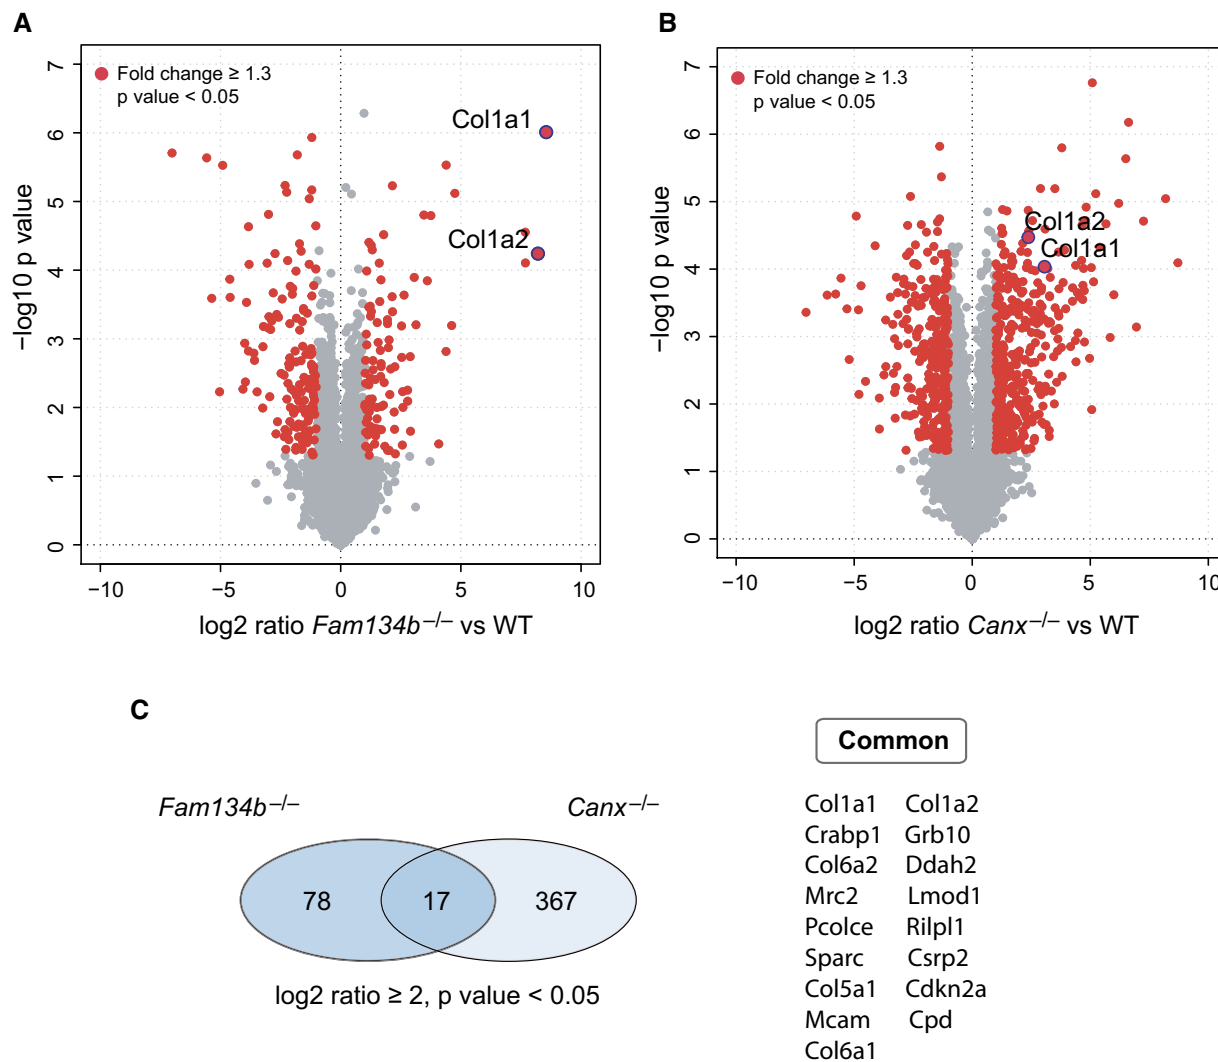 A
Fold change ≥ 1.3
p value < 0.05
Col1a1
Col1a2
7
6
5
4
3
2
1
0
−log10 p value
−10
−5
0
5
10
log2 ratio Fam134b−/− vs WT
B
Fold change ≥ 1.3
p value < 0.05
Col1a2
Col1a1
7
6
5
4
3
2
1
0
−log10 p value
−10
−5
0
5
10
log2 ratio Canx−/− vs WT
C
Fam134b−/−
Canx−/−
78
17
367
log2 ratio ≥ 2, p value < 0.05
Common
Col1a1 Col1a2
Crabp1 Grb10
Col6a2 Ddah2
Mrc2 Lmod1
Pcolce Rilpl1
Sparc Csrp2
Col5a1 Cdkn2a
Mcam Cpd
Col6a1